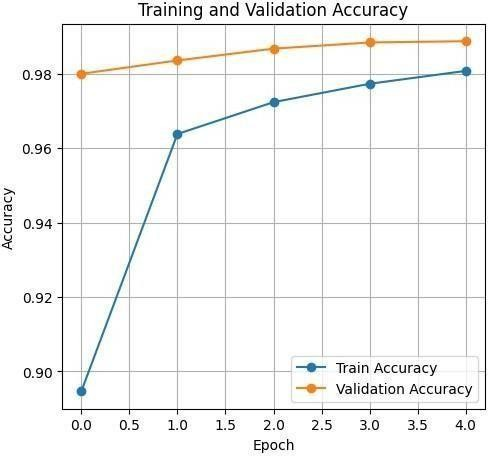 Training and Validation Accuracy
0.98
0.96
0.94
0.92
0.90
Accuracy
Train Accuracy
Validation Accuracy
0.0 0.5 1.0 1.5 2.0 2.5 3.0 3.5 4.0
Epoch